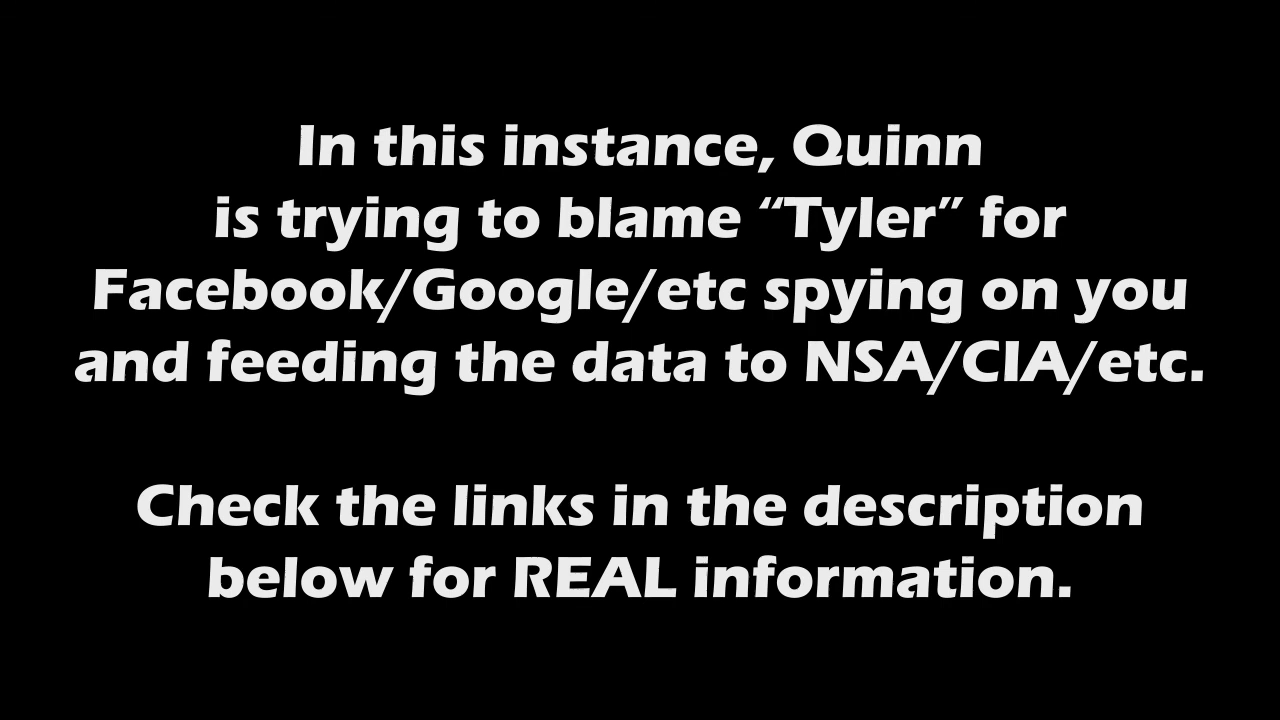 In this instance, Quinn
is trying to blame “Tyler” for
Facebook/Google/etc spying on you
and feeding the data to NSA/CIA/etc.
Check the links in the description
below for REAL information.